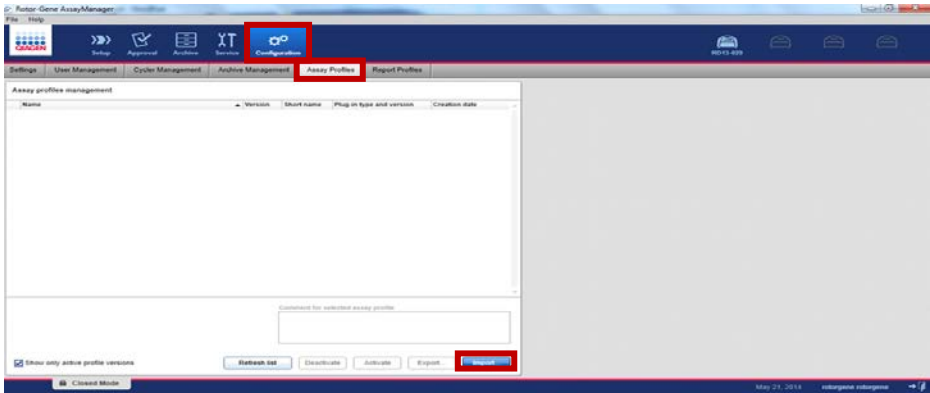 Rotor-Gene AssayManager
File Help
QIAGEN
Setup Approval Archive Service Configuration
RD13-020
Settings User Management Cycler Management Archive Management Assay Profiles Report Profiles
Assay profiles management
Name Version Short name Plug-in type and version Creation date
Comment for selected assay profile
Show only active profile versions Refresh list Deactivate Activate Export... Import...
Closed Mode May 21, 2014 rotorgene rotorgene